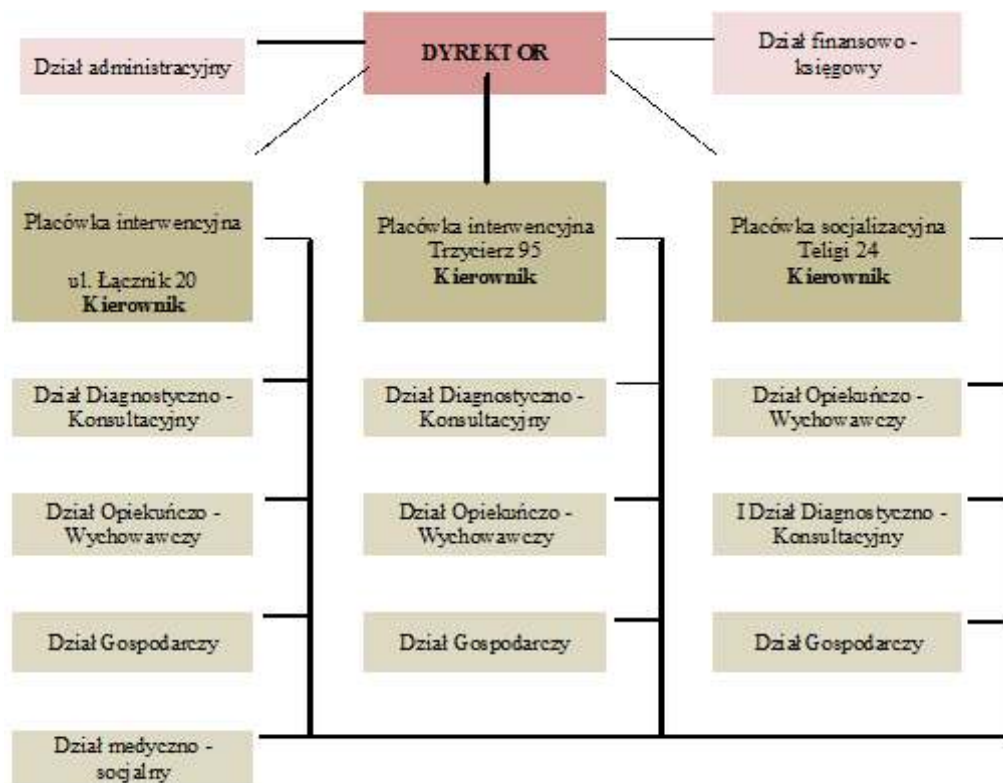 Dział administracyjny
DYREKTOR
Dział finansowo -
księgowy
Placówka interwencyjna
ul. Łącznik 20
Kierownik
Placówka interwencyjna
Trzycierz 95
Kierownik
Placówka socjalizacyjna
Teligi 24
Kierownik
Dział Diagnostyczno -
Konsultacyjny
Dział Diagnostyczno -
Konsultacyjny
Dział Opiekuńczo -
Wychowawczy
Dział Opiekuńczo -
Wychowawczy
Dział Opiekuńczo -
Wychowawczy
I Dział Diagnostyczno -
Konsultacyjny
Dział Gospodarczy
Dział Gospodarczy
Dział Gospodarczy
Dział medyczno -
socjalny